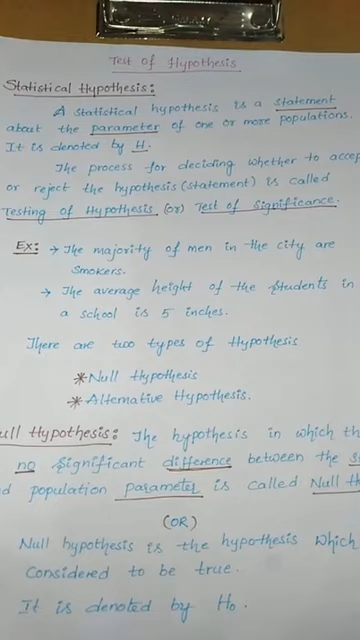 Test of Hypothesis
Statistical Hypothesis:
A statistical hypothesis is a statement
about the parameter of one or more populations.
It is denoted by H.
The process for deciding whether to accep
or reject the hypothesis (statement) is called
Testing of Hypothesis (or) Test of Significance.
Ex: → The majority of men in the city are
smokers.
→ The average height of the students in
a school is 5 inches.
There are two types of Hypothesis
* Null Hypothesis
* Alternative Hypothesis.
ull Hypothesis: The hypothesis in which th
no significant difference between the s
d population parameter is called Null
(OR)
Null hypothesis is the hypothesis which
Considered to be true.
It is denoted by H₀.